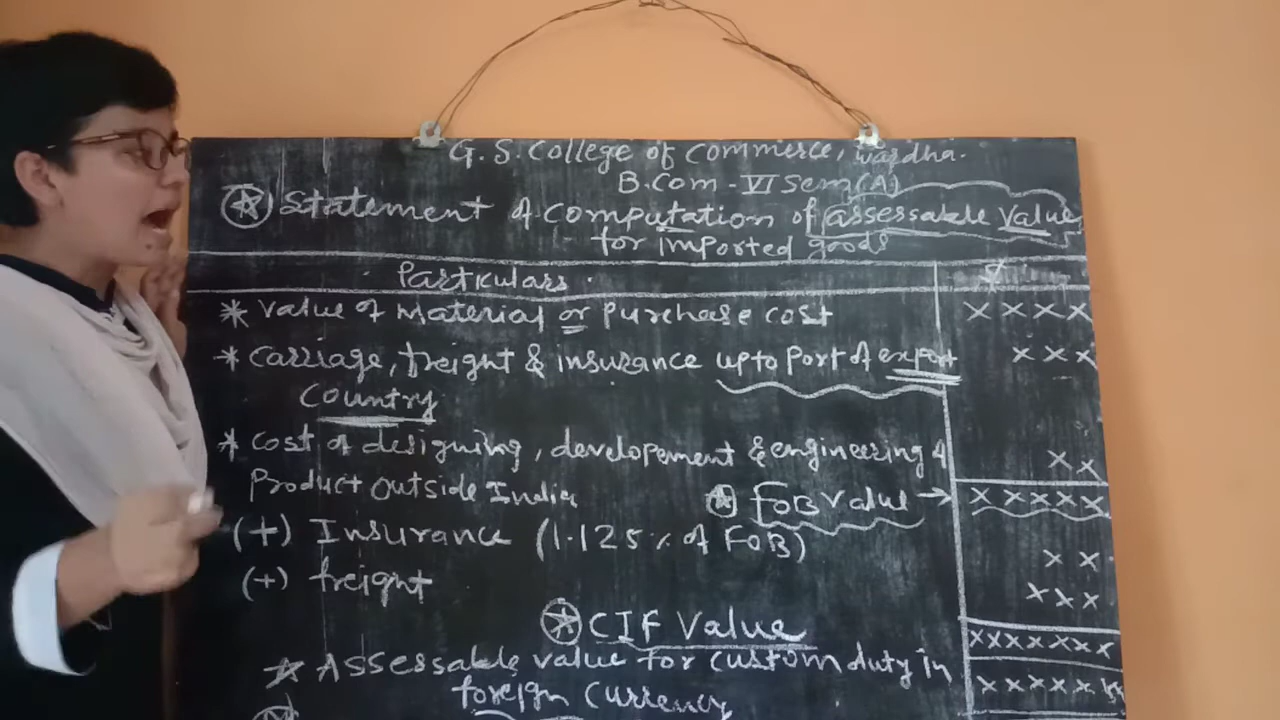 G. S. College of Commerce, Wardha.
B.Com - VI Sem (A)
Statement of Computation of assessable Value
for imported goods
Particulars.
* Value of Material or Purchase cost X X X X
* Carriage, freight & insurance upto Port of export X X X
Country
* Cost of designing, developement & engineering of X X
Product outside India FOB Value → X X X X X
(+) Insurance (1.125% of FOB) X X
(+) freight X X X
CIF Value X X X X X X X
* Assessable value for custom duty in
foreign currency